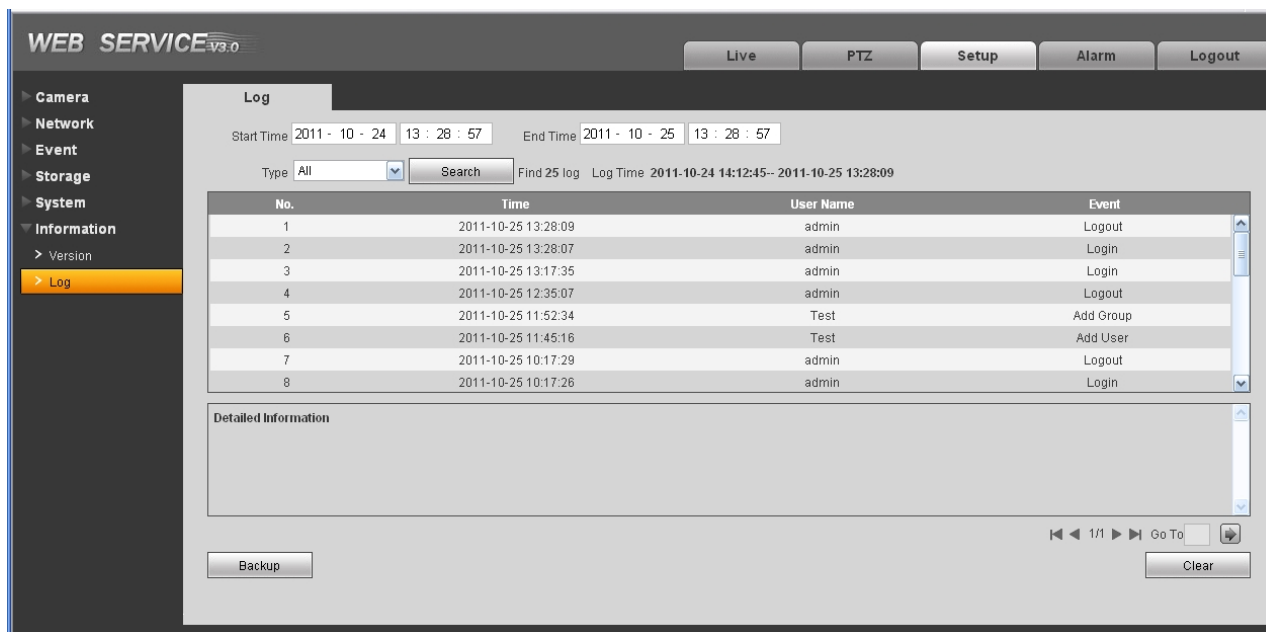 WEB SERVICE V3.0
Live PTZ Setup Alarm Logout
Camera
Network
Event
Storage
System
Information
> Version
> Log
Log
Start Time 2011 - 10 - 24 13 : 28 : 57 End Time 2011 - 10 - 25 13 : 28 : 57
Type All Search Find 25 log Log Time 2011-10-24 14:12:45-- 2011-10-25 13:28:09
No. Time User Name Event
1 2011-10-25 13:28:09 admin Logout
2 2011-10-25 13:28:07 admin Login
3 2011-10-25 13:17:35 admin Login
4 2011-10-25 12:35:07 admin Logout
5 2011-10-25 11:52:34 Test Add Group
6 2011-10-25 11:45:16 Test Add User
7 2011-10-25 10:17:29 admin Logout
8 2011-10-25 10:17:26 admin Login
Detailed Information
1/1 Go To
Backup Clear